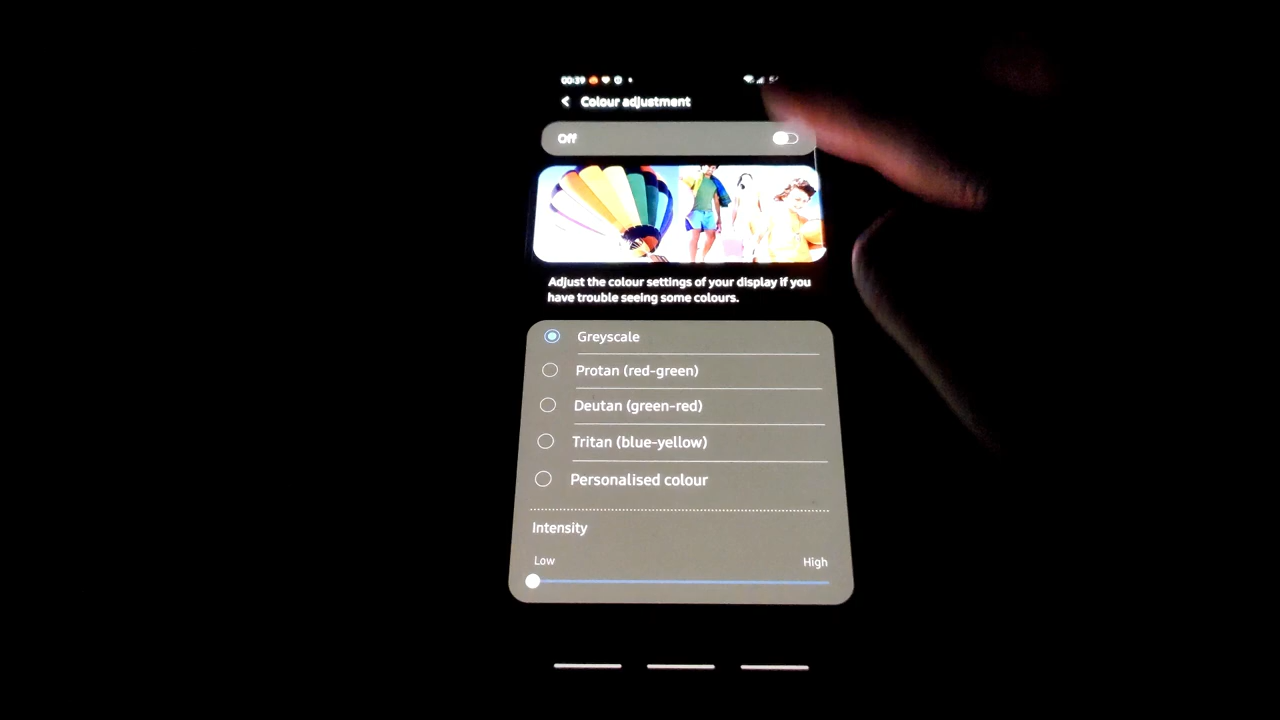 00:39
Colour adjustment
Off
Adjust the colour settings of your display if you
have trouble seeing some colours.
Greyscale
Protan (red-green)
Deutan (green-red)
Tritan (blue-yellow)
Personalised colour
Intensity
Low High